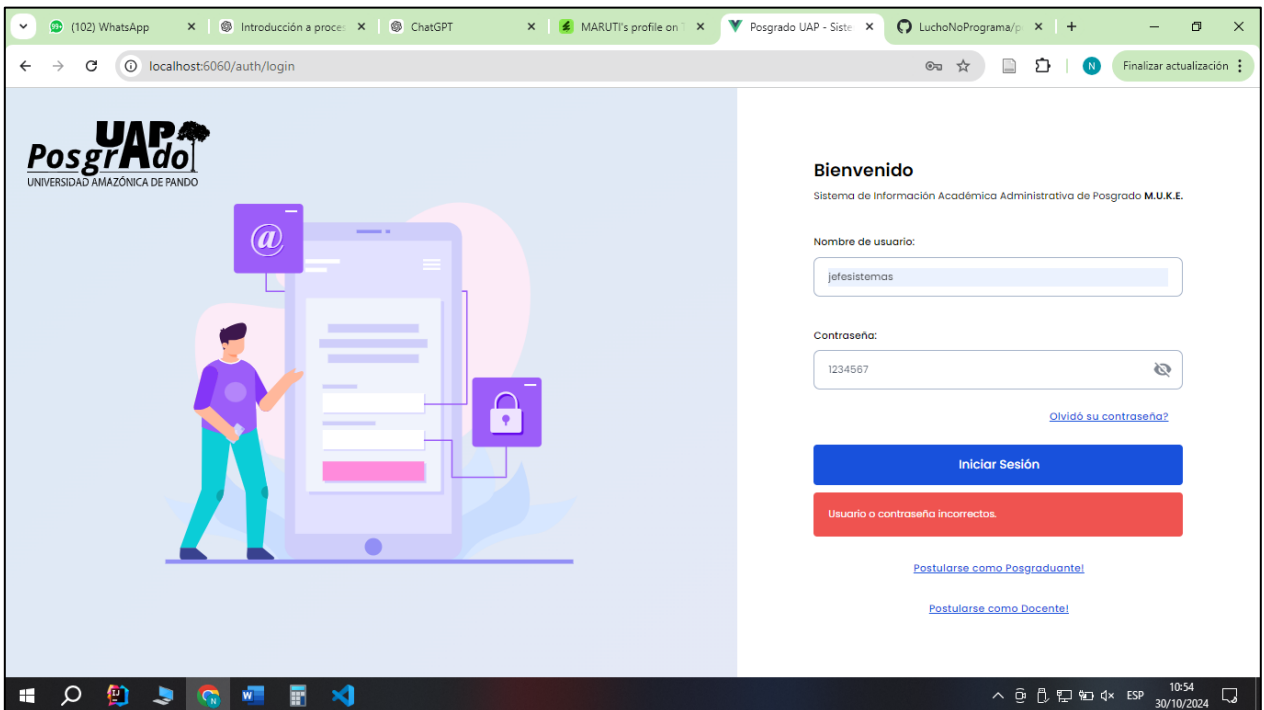 (102) WhatsApp
Introducción a proce
ChatGPT
MARUTI's profile on
Posgrado UAP - Siste
LuchoNoPrograma/p
localhost:6060/auth/login
N
Finalizar actualización
UAP
PosgrAdo
UNIVERSIDAD AMAZÓNICA DE PANDO
@
Bienvenido
Sistema de Información Académica Administrativa de Posgrado M.U.K.E.
Nombre de usuario:
jefesistemas
Contraseña:
1234567
Olvidó su contraseña?
Iniciar Sesión
Usuario o contraseña incorrectos.
Postularse como Posgraduante!
Postularse como Docente!
ESP
10:54
30/10/2024